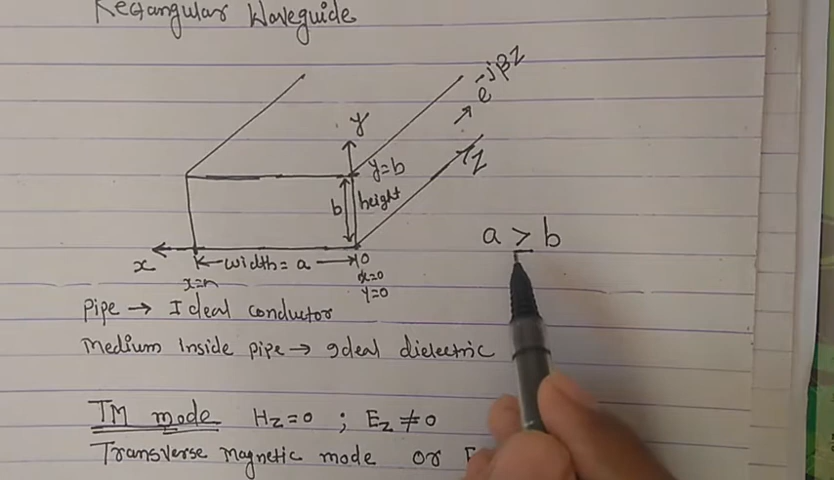 Rectangular Waveguide
e^-jβz
y
z
y=b
b
height
a > b
x
width = a
0
x=0
y=0
Pipe → Ideal conductor
Medium Inside pipe → Ideal dielectric
TM mode Hz=0 ; Ez≠0
Transverse magnetic mode or